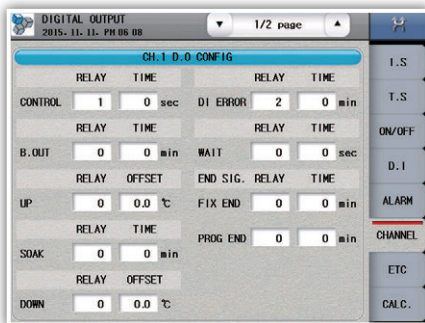 DIGITAL OUTPUT
2015. 11. 11. PM 06 08
▼ 1/2 page ▲
CH.1 D.O CONFIG
RELAY TIME RELAY TIME
CONTROL 1 0 sec DI ERROR 2 0 min
RELAY TIME RELAY TIME
B.OUT 0 0 min WAIT 0 0 sec
RELAY OFFSET END SIG. RELAY TIME
UP 0 0.0 ℃ FIX END 0 0 min
RELAY TIME
SOAK 0 0 min PROG END 0 0 min
RELAY OFFSET
DOWN 0 0.0 ℃
I.S
T.S
ON/OFF
D.I
ALARM
CHANNEL
ETC
CALC.